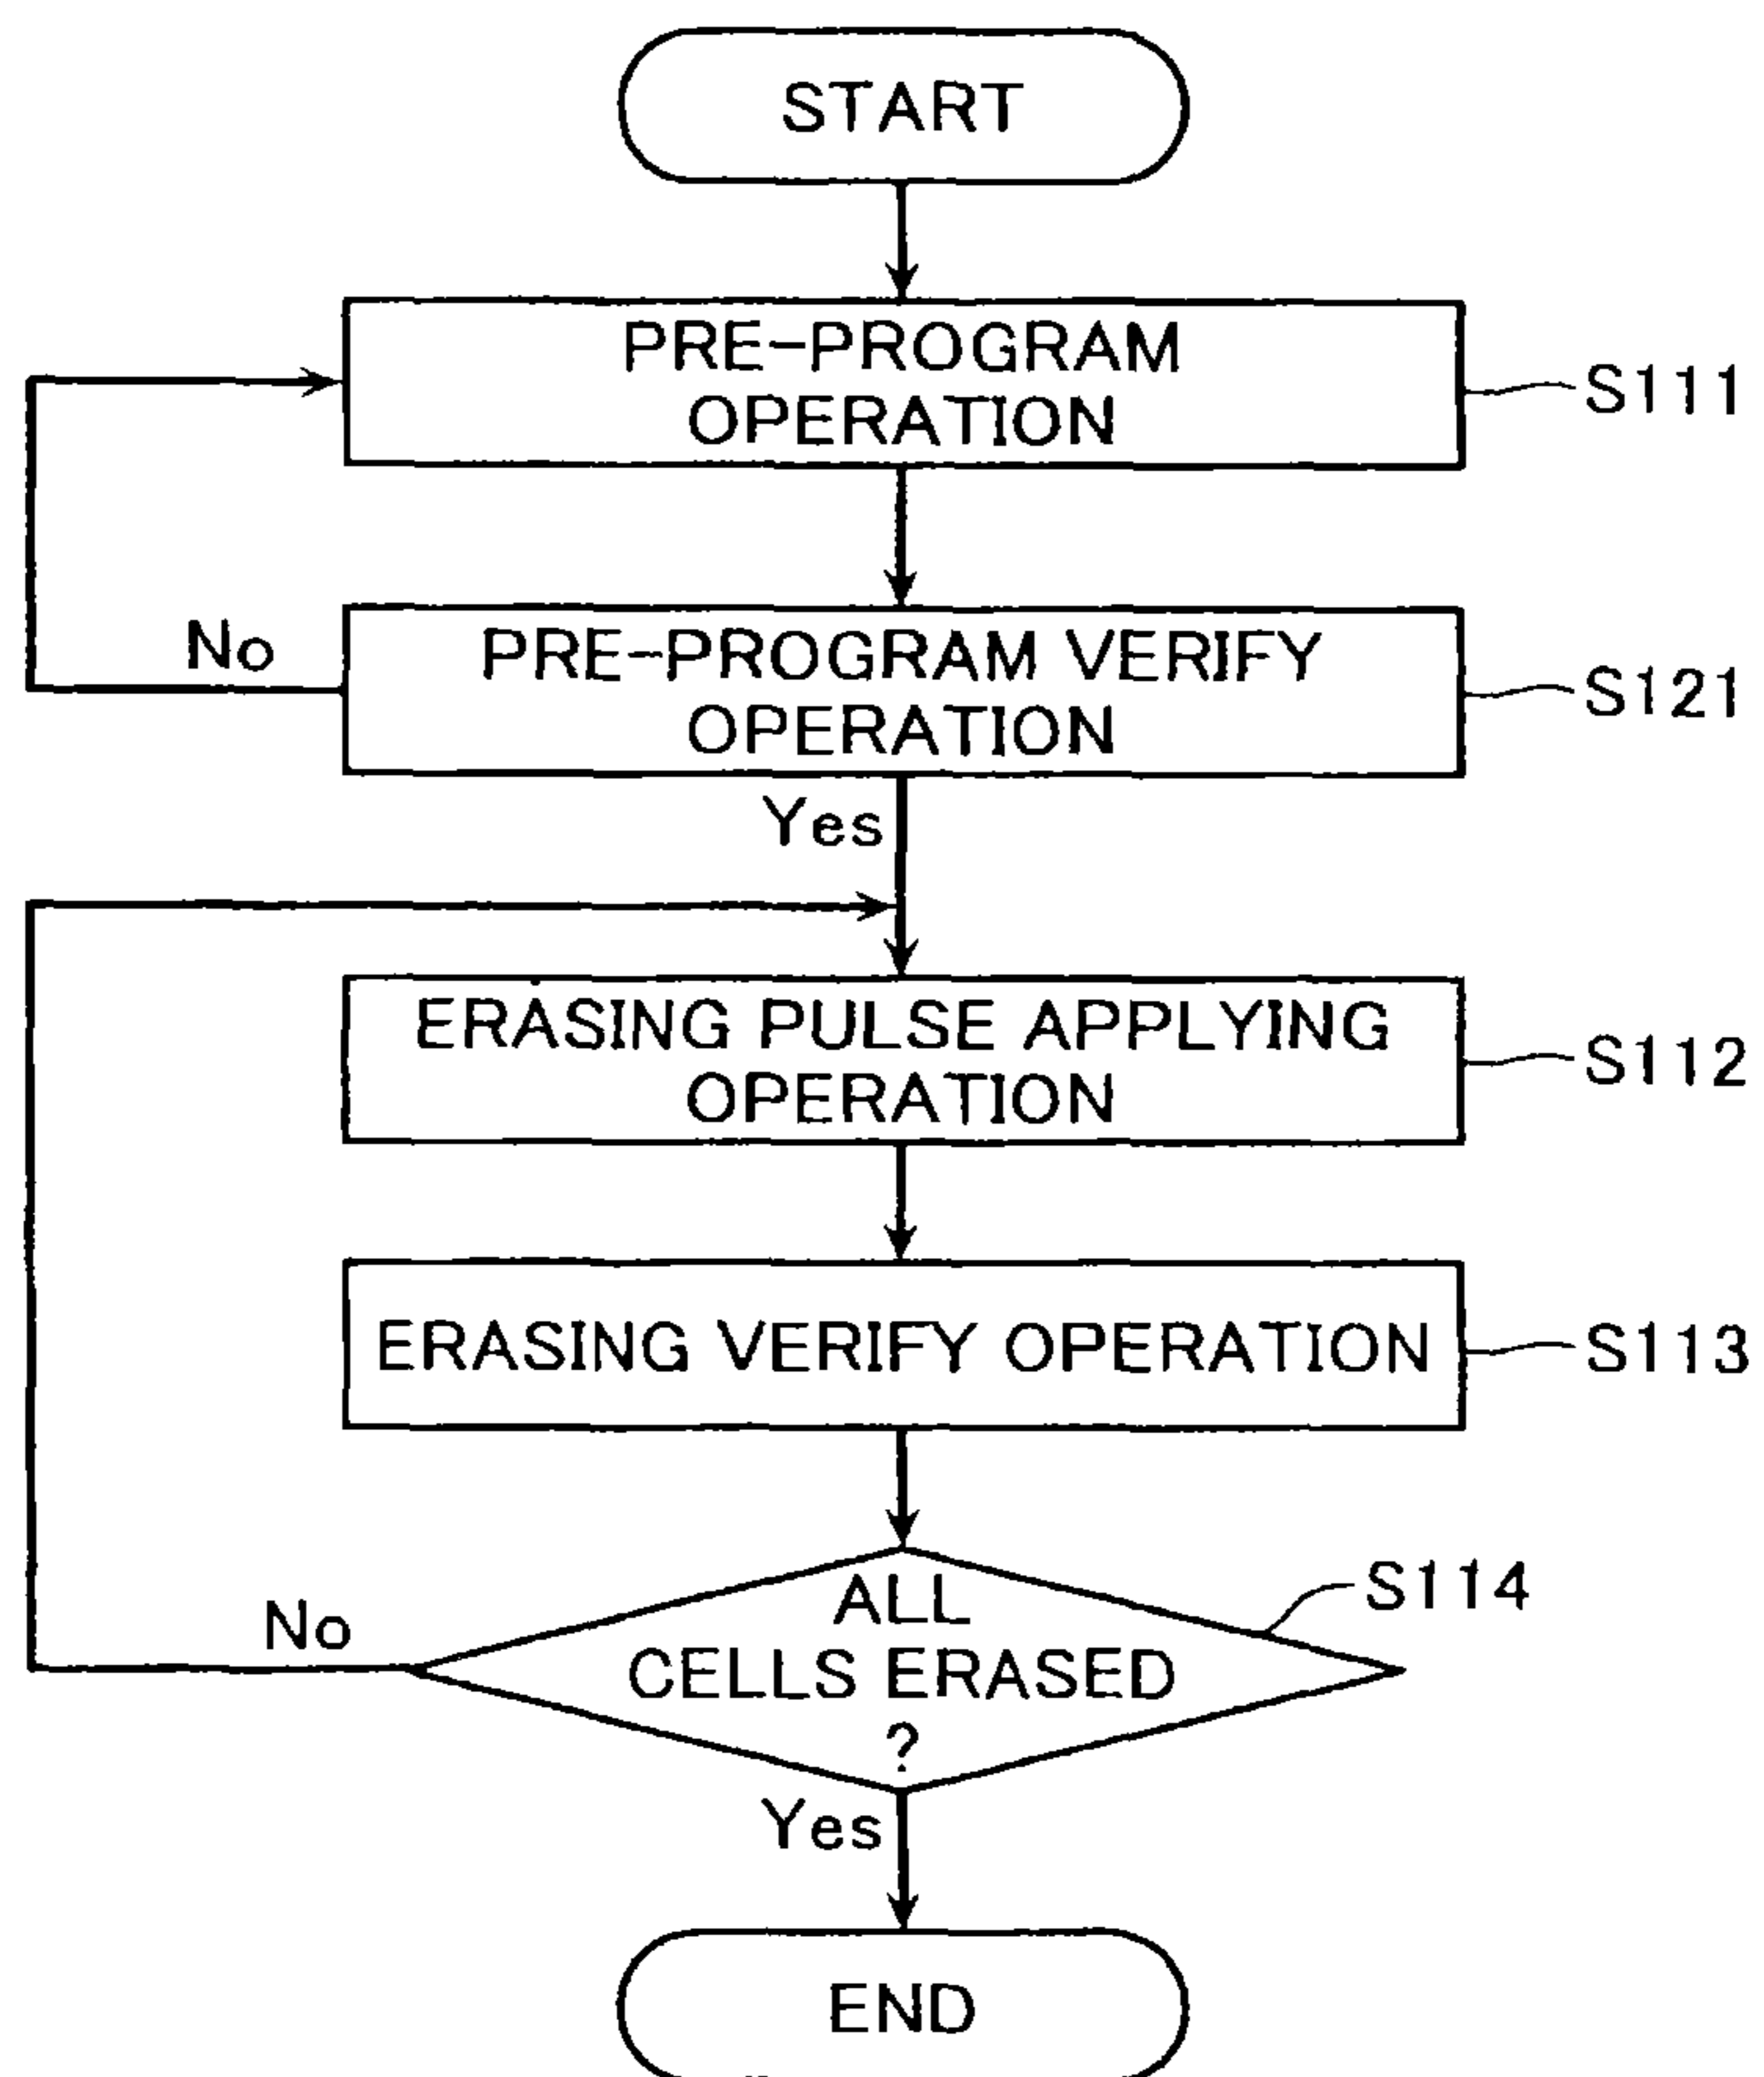 START
PRE-PROGRAM
OPERATION
S111
No
PRE-PROGRAM VERIFY
OPERATION
S121
Yes
ERASING PULSE APPLYING
OPERATION
S112
ERASING VERIFY OPERATION
S113
ALL
CELLS ERASED
?
S114
No
Yes
END